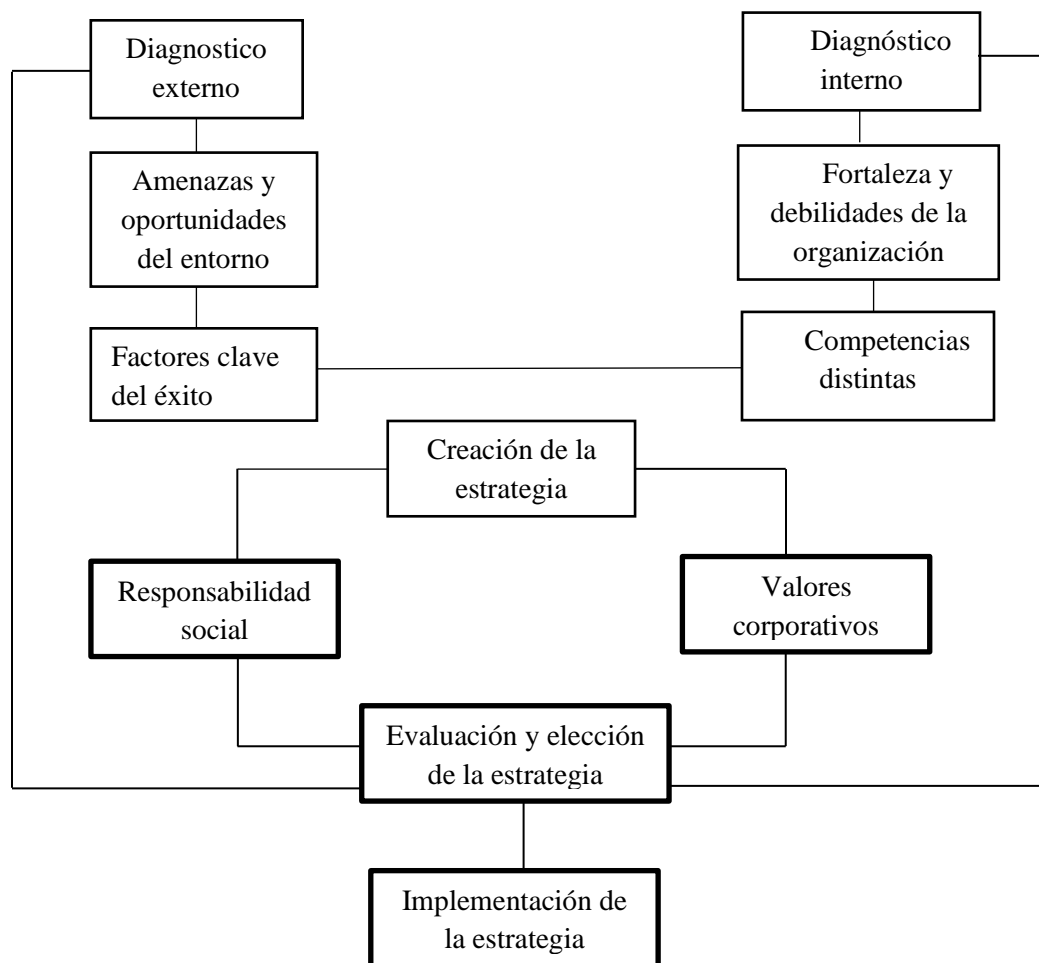 Diagnostico
externo
Diagnóstico
interno
Amenazas y
oportunidades
del entorno
Fortaleza y
debilidades de la
organización
Factores clave
del éxito
Competencias
distintas
Creación de la
estrategia
Responsabilidad
social
Valores
corporativos
Evaluación y elección
de la estrategia
Implementación de
la estrategia